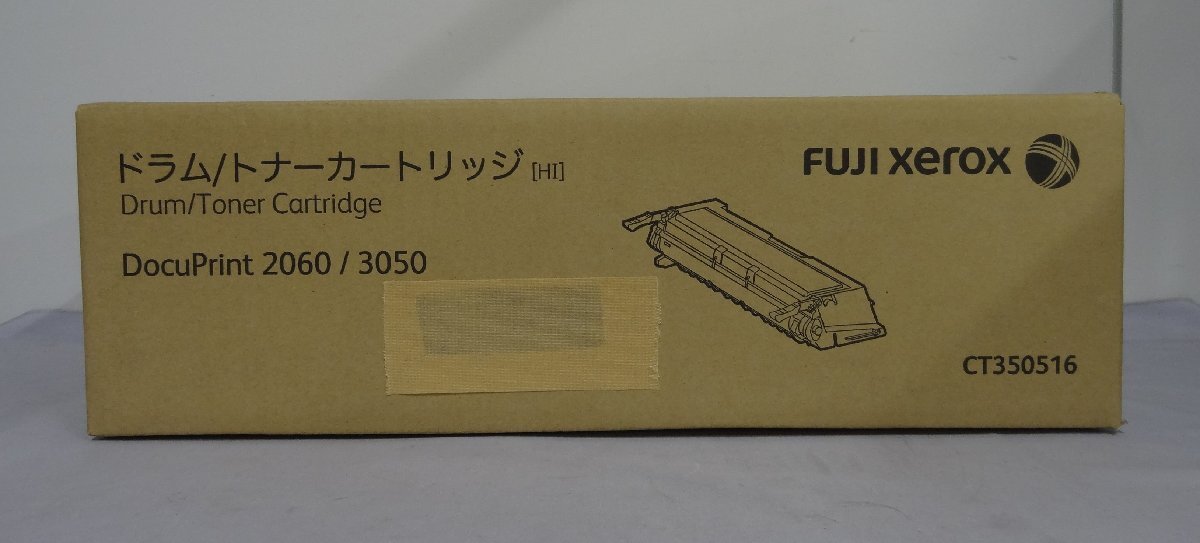 ドラム/トナーカートリッジ [HI]
Drum/Toner Cartridge
DocuPrint 2060 / 3050
FUJI xerox
CT350516